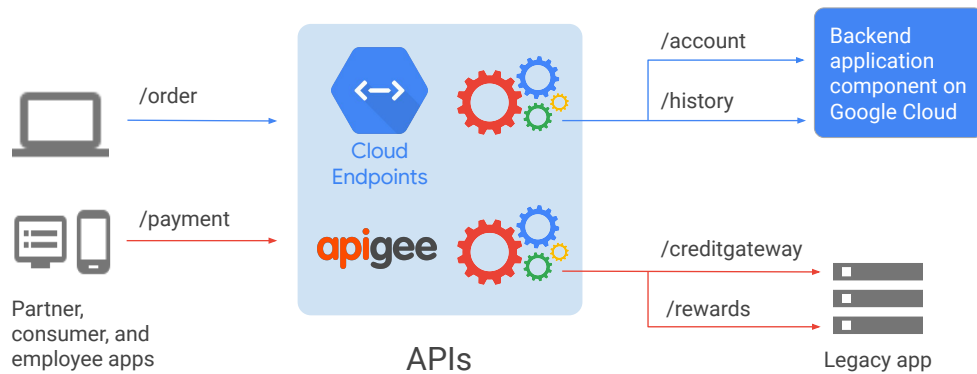 /order
/payment
Partner,
consumer, and
employee apps
Cloud
Endpoints
apigee
APIs
/account
/history
Backend
application
component on
Google Cloud
/creditgateway
/rewards
Legacy app